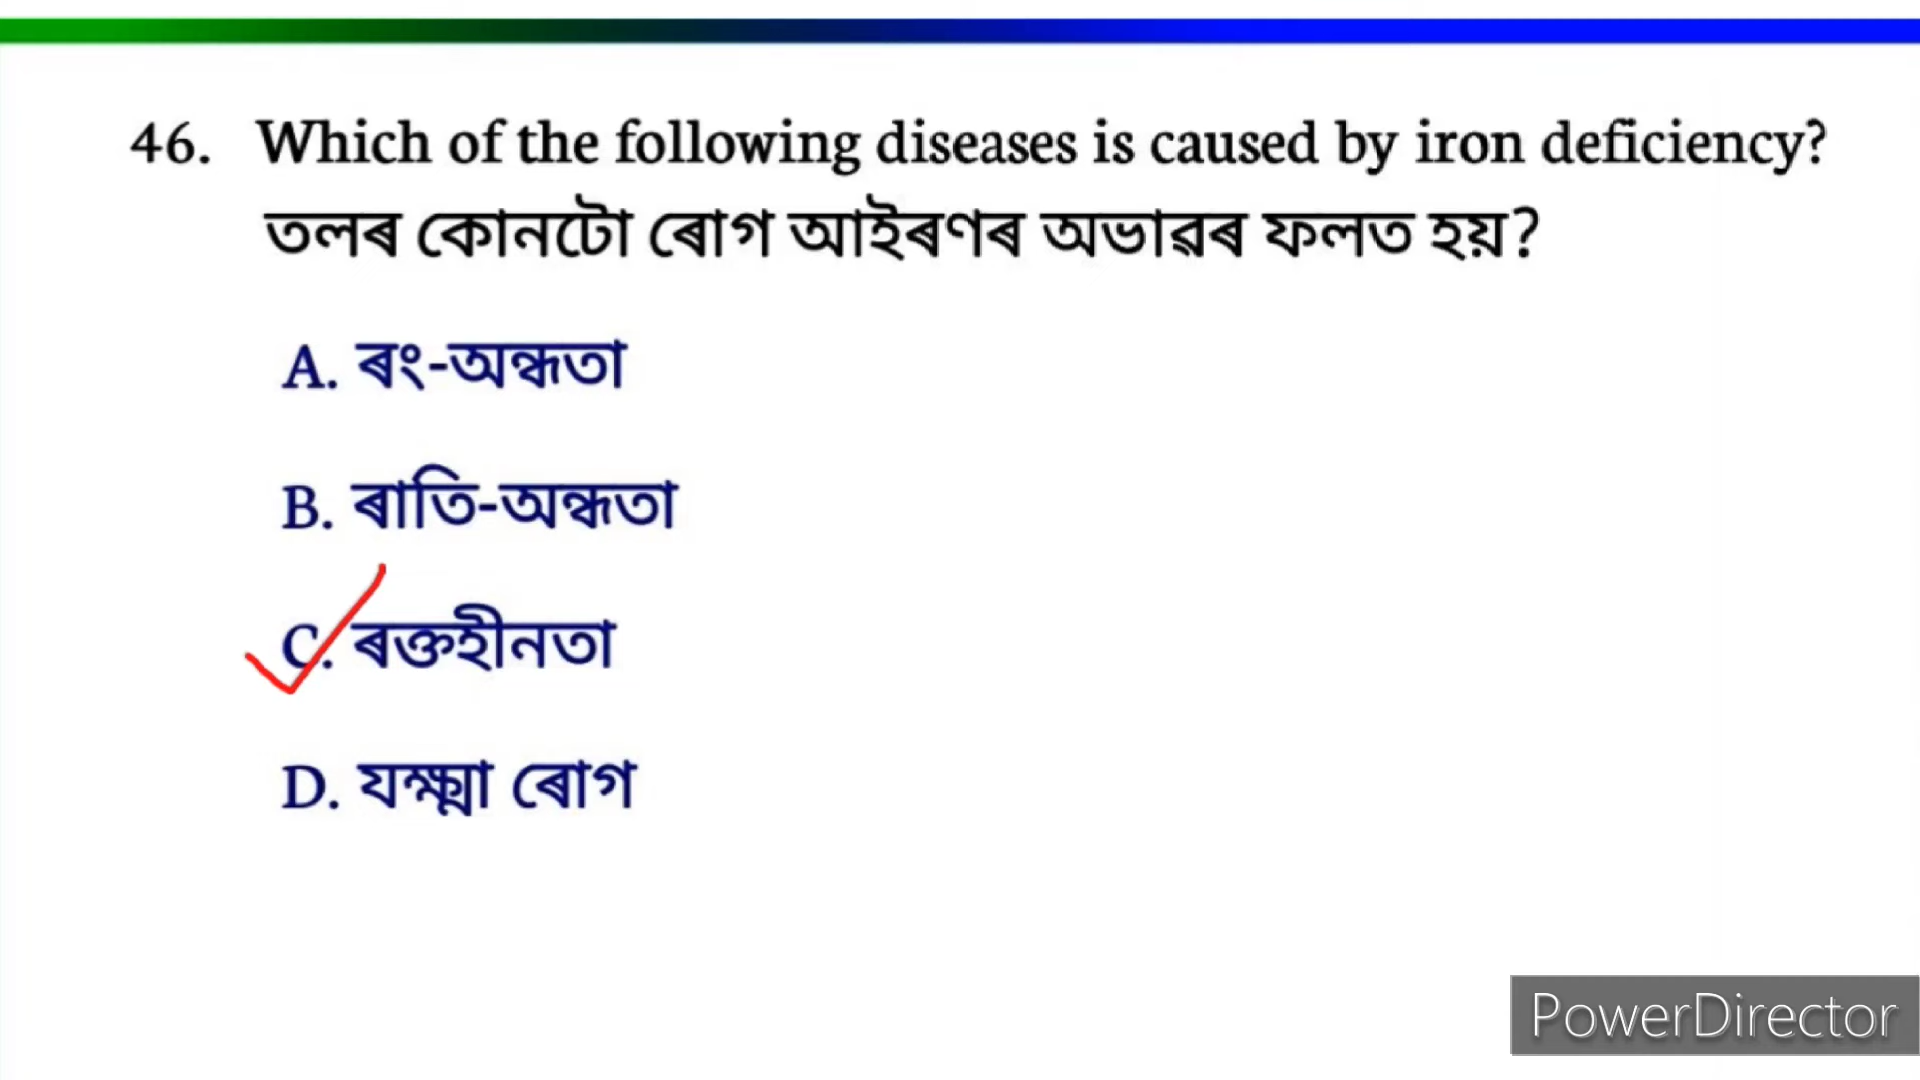 46. Which of the following diseases is caused by iron deficiency?
তলৰ কোনটো ৰোগ আইৰণৰ অভাৱৰ ফলত হয়?
A. ৰং-অন্ধতা
B. ৰাতি-অন্ধতা
C. ৰক্তহীনতা
D. যক্ষ্মা ৰোগ
PowerDirector